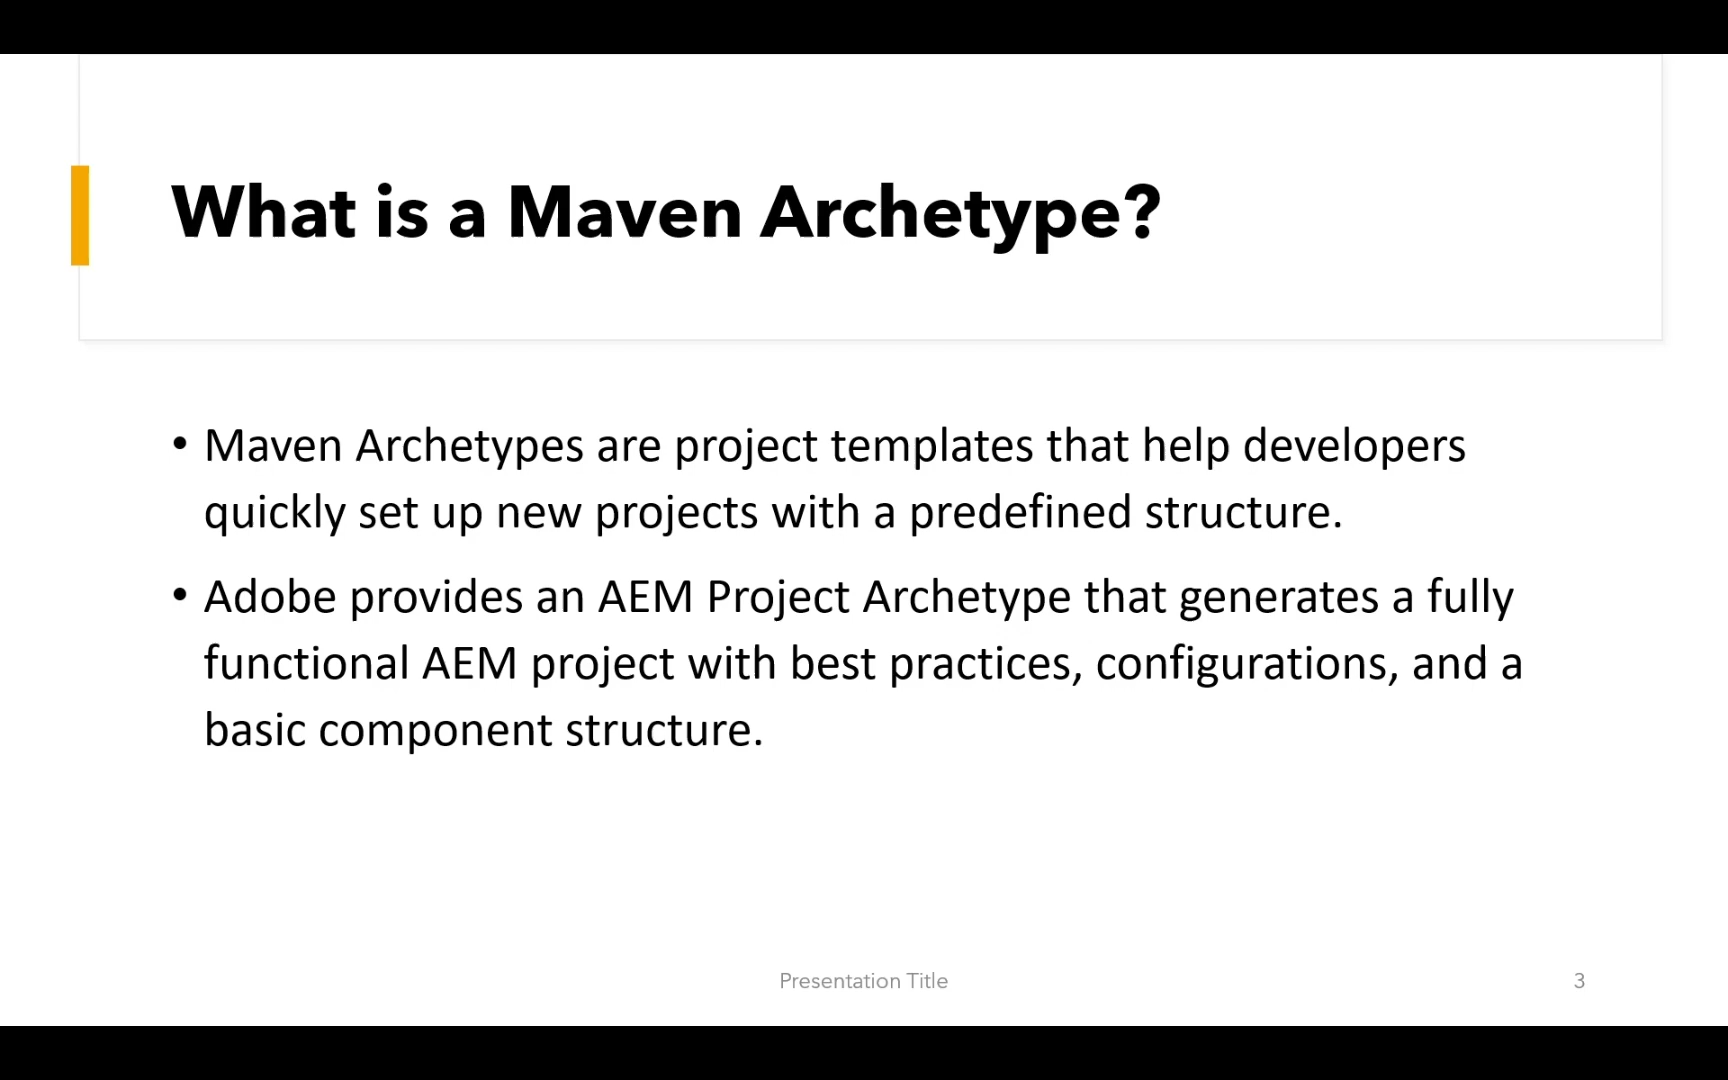 What is a Maven Archetype?
• Maven Archetypes are project templates that help developers
quickly set up new projects with a predefined structure.
• Adobe provides an AEM Project Archetype that generates a fully
functional AEM project with best practices, configurations, and a
basic component structure.
Presentation Title
3